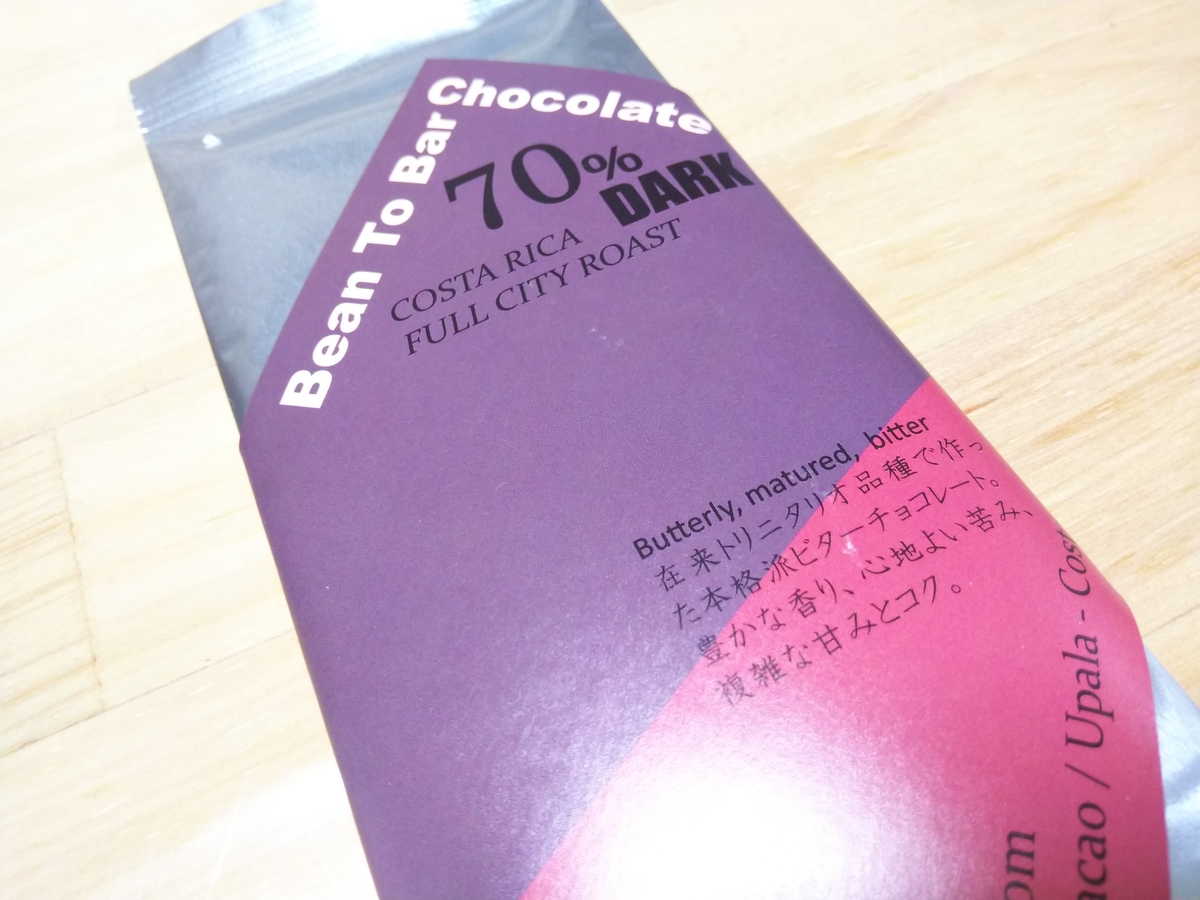 Bean To Bar
Chocolate
70%
DARK
COSTA RICA
FULL CITY ROAST
Butterly, matured, bitter
在来トリニタリオ品種で作っ
た本格派ビターチョコレート。
豊かな香り、心地よい苦み、
複雑な甘みとコク。
acao / Upala - Cost
om